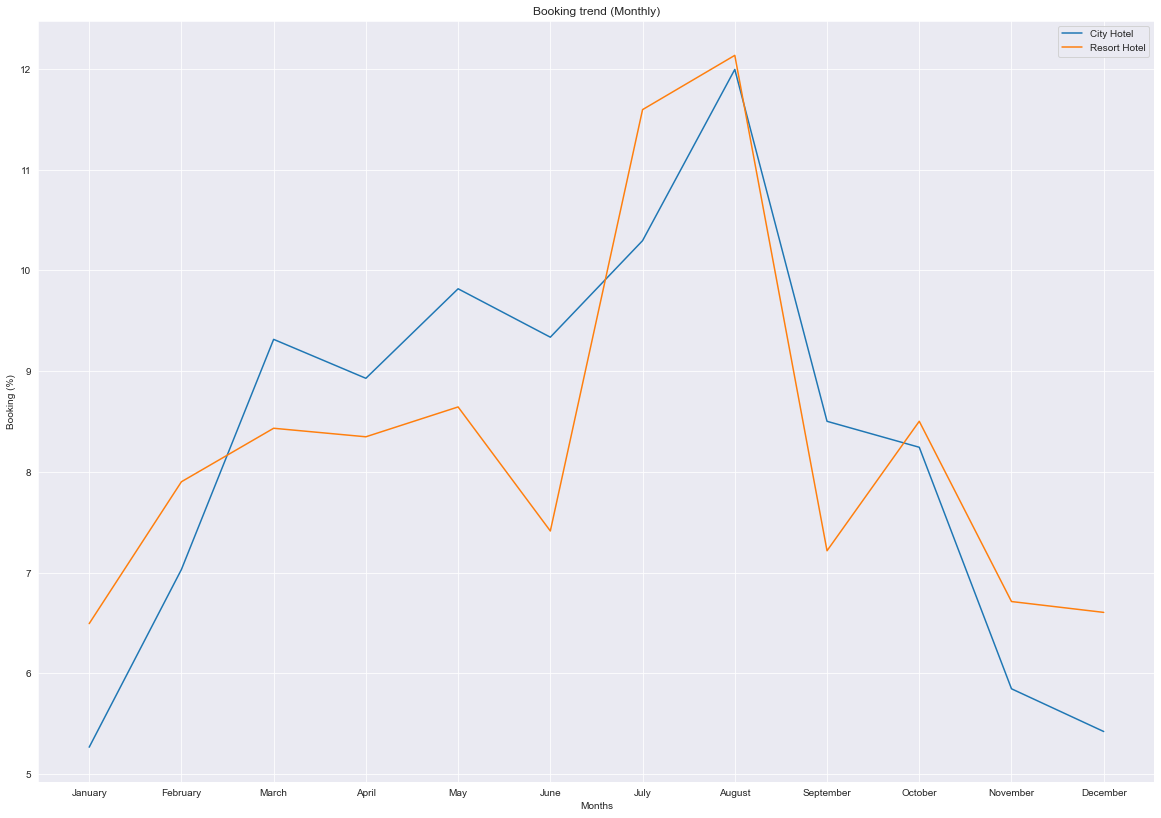 Booking trend (Monthly)
City Hotel
Resort Hotel
Booking (%)
12
11
10
9
8
7
6
5
January February March April May June July August September October November December
Months